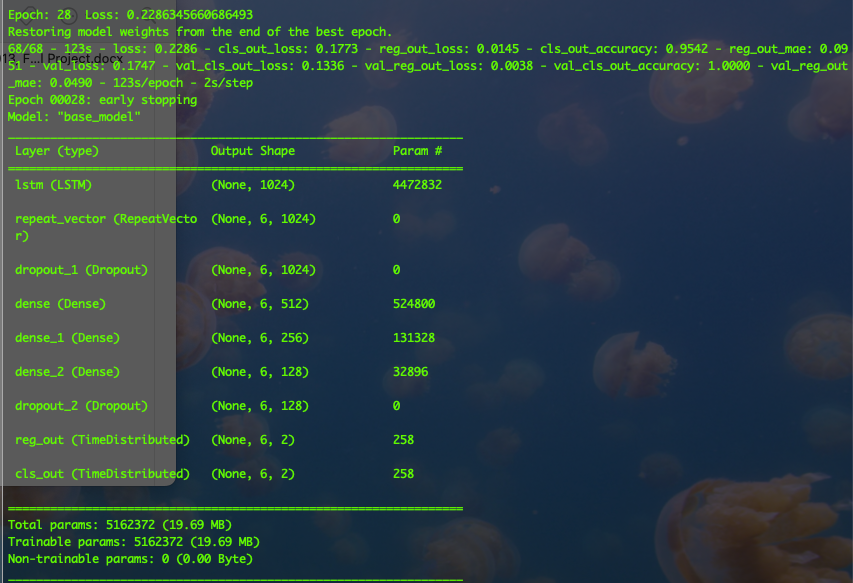 Epoch: 28 Loss: 0.2286345660686493
Restoring model weights from the end of the best epoch.
68/68 - 123s - loss: 0.2286 - cls_out_loss: 0.1773 - reg_out_loss: 0.0145 - cls_out_accuracy: 0.9542 - reg_out_mae: 0.09
51 - val_loss: 0.1747 - val_cls_out_loss: 0.1336 - val_reg_out_loss: 0.0038 - val_cls_out_accuracy: 1.0000 - val_reg_out
_mae: 0.0490 - 123s/epoch - 2s/step
Epoch 00028: early stopping
Model: "base_model"
Layer (type) Output Shape Param #
lstm (LSTM) (None, 1024) 4472832
repeat_vector (RepeatVecto (None, 6, 1024) 0
r)
dropout_1 (Dropout) (None, 6, 1024) 0
dense (Dense) (None, 6, 512) 524800
dense_1 (Dense) (None, 6, 256) 131328
dense_2 (Dense) (None, 6, 128) 32896
dropout_2 (Dropout) (None, 6, 128) 0
reg_out (TimeDistributed) (None, 6, 2) 258
cls_out (TimeDistributed) (None, 6, 2) 258
Total params: 5162372 (19.69 MB)
Trainable params: 5162372 (19.69 MB)
Non-trainable params: 0 (0.00 Byte)
Project.docx